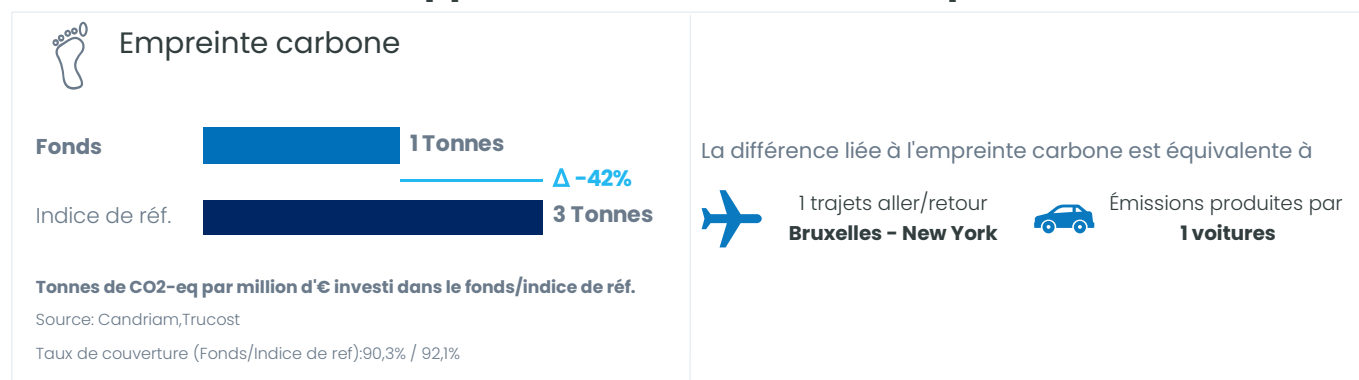 Empreinte carbone
Fonds
1 Tonnes
Δ -42%
Indice de réf.
3 Tonnes
Tonnes de CO2-eq par million d'€ investi dans le fonds/indice de réf.
Source: Candriam,Trucost
Taux de couverture (Fonds/Indice de ref):90,3% / 92,1%
La différence liée à l'empreinte carbone est équivalente à
1 trajets aller/retour
Bruxelles - New York
Émissions produites par
1 voitures